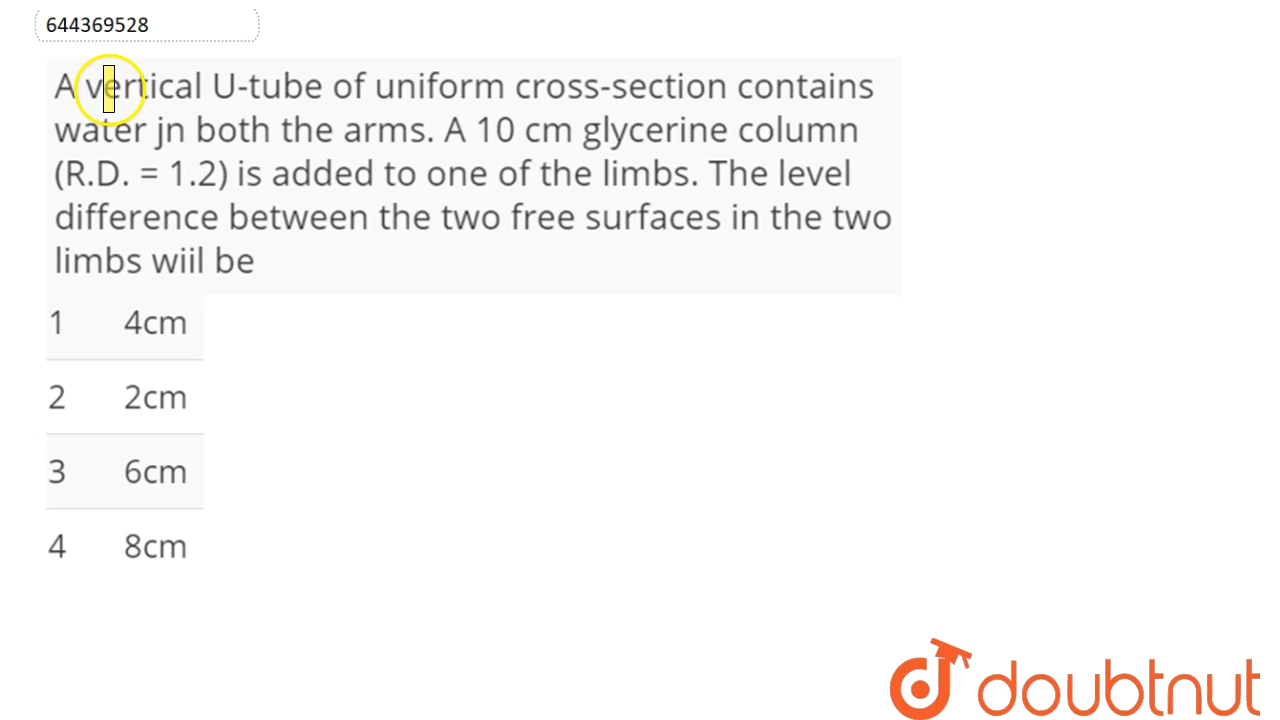 644369528
A vertical U-tube of uniform cross-section contains
water jn both the arms. A 10 cm glycerine column
(R.D. = 1.2) is added to one of the limbs. The level
difference between the two free surfaces in the two
limbs wiil be
1 4cm
2 2cm
3 6cm
4 8cm
doubtnut